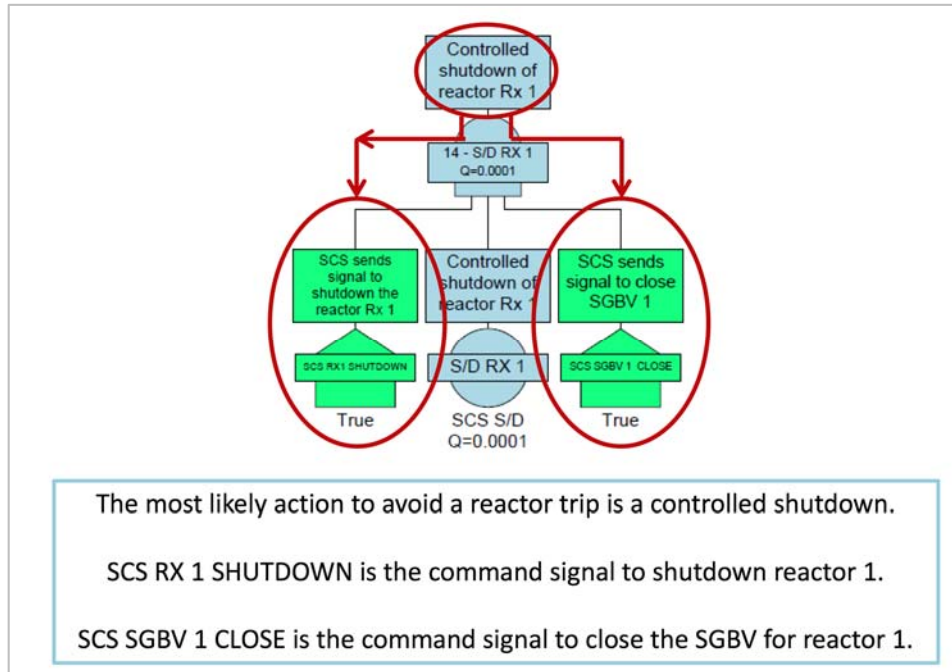 Controlled
shutdown of
reactor Rx 1
14 - S/D RX 1
Q=0.0001
SCS sends
signal to
shutdown the
reactor Rx 1
SCS RX1 SHUTDOWN
True
Controlled
shutdown of
reactor Rx 1
S/D RX 1
SCS S/D
Q=0.0001
SCS sends
signal to close
SGBV 1
SCS SGBV 1 CLOSE
True
The most likely action to avoid a reactor trip is a controlled shutdown.
SCS RX 1 SHUTDOWN is the command signal to shutdown reactor 1.
SCS SGBV 1 CLOSE is the command signal to close the SGBV for reactor 1.